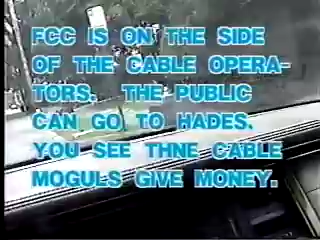 FCC IS ON THE SIDE
OF THE CABLE OPERA-
TORS. THE PUBLIC
CAN GO TO HADES.
YOU SEE THNE CABLE
MOGULS GIVE MONEY.